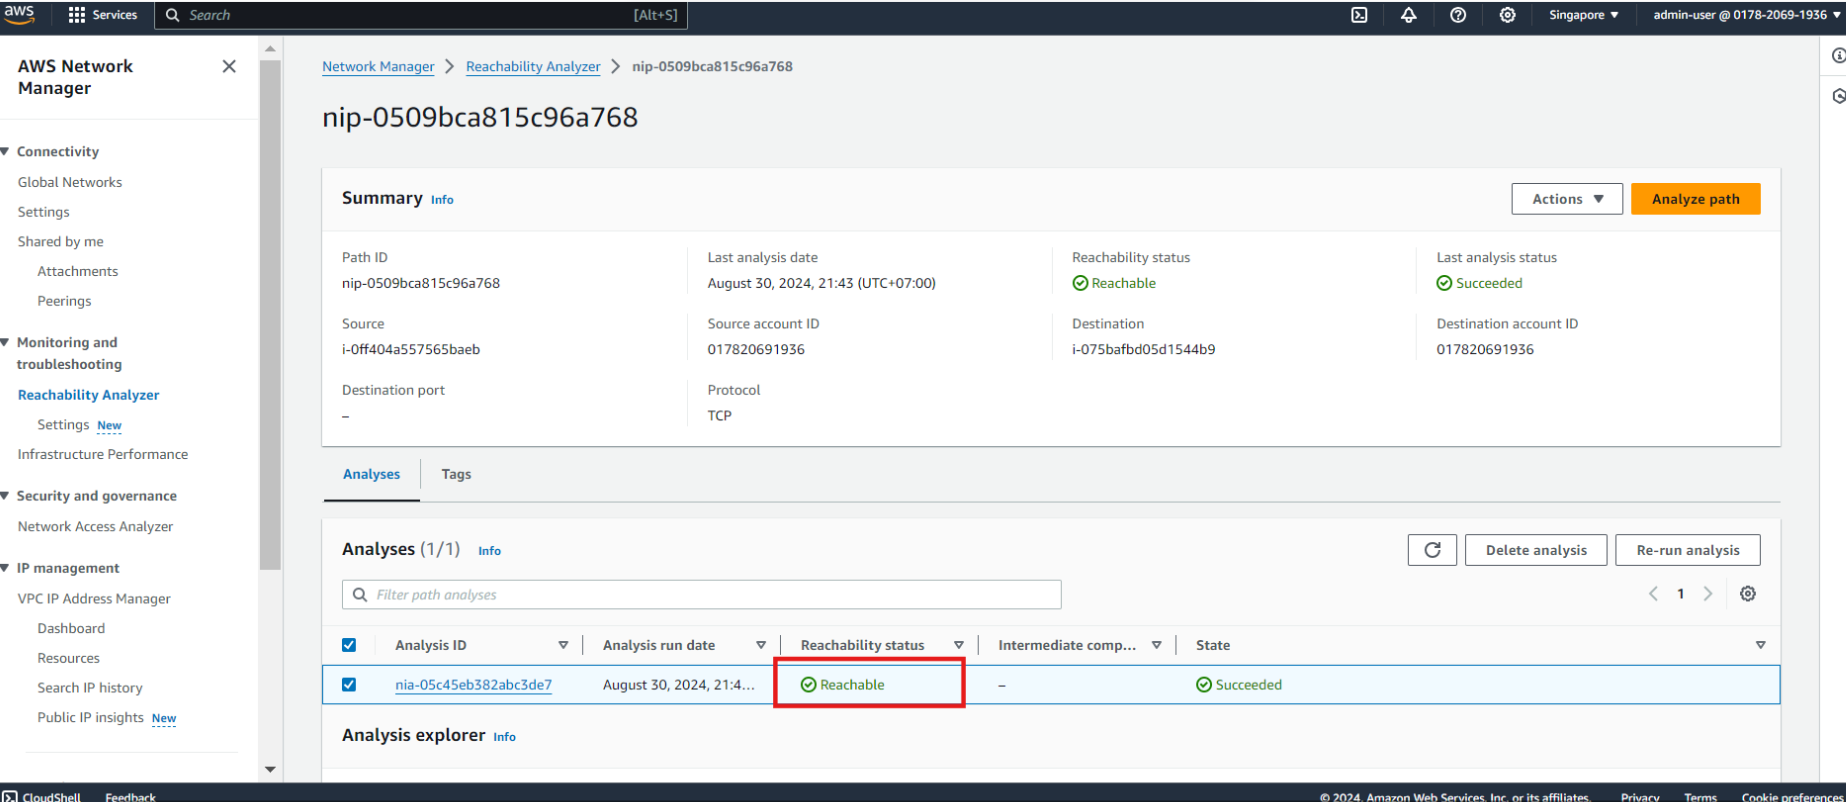 aws
Services
Search
[Alt+S]
Singapore
admin-user @ 0178-2069-1936
AWS Network
Manager
Connectivity
Global Networks
Settings
Shared by me
Attachments
Peerings
Monitoring and
troubleshooting
Reachability Analyzer
Settings New
Infrastructure Performance
Security and governance
Network Access Analyzer
IP management
VPC IP Address Manager
Dashboard
Resources
Search IP history
Public IP insights New
Network Manager > Reachability Analyzer > nip-0509bca815c96a768
nip-0509bca815c96a768
Summary Info
Actions
Analyze path
Path ID
nip-0509bca815c96a768
Last analysis date
August 30, 2024, 21:43 (UTC+07:00)
Reachability status
Reachable
Last analysis status
Succeeded
Source
i-0ff404a557565baeb
Source account ID
017820691936
Destination
i-075bafbd05d1544b9
Destination account ID
017820691936
Destination port
–
Protocol
TCP
Analyses
Tags
Analyses (1/1) Info
Delete analysis
Re-run analysis
Filter path analyses
1
Analysis ID
Analysis run date
Reachability status
Intermediate comp...
State
nia-05c45eb382abc3de7
August 30, 2024, 21:4...
Reachable
–
Succeeded
Analysis explorer Info
CloudShell
Feedback
© 2024, Amazon Web Services, Inc. or its affiliates.
Privacy
Terms
Cookie preferences